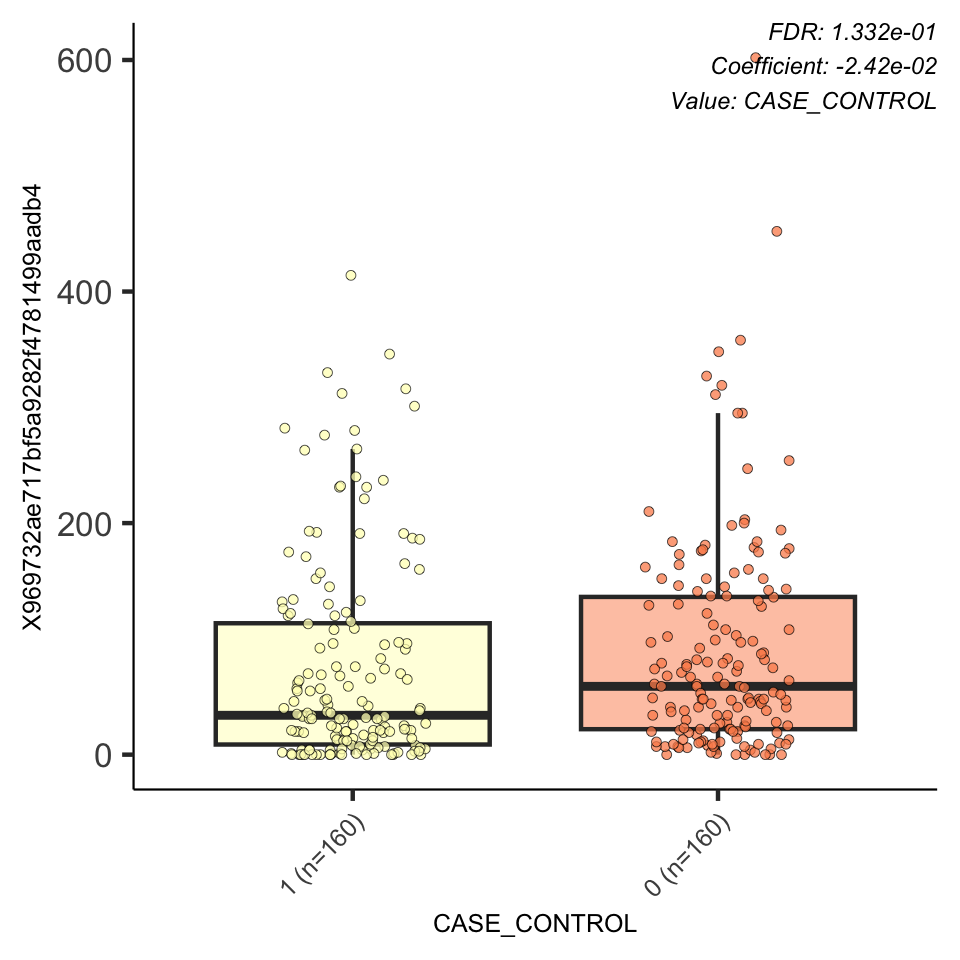 FDR: 1.332e-01
Coefficient: -2.42e-02
Value: CASE_CONTROL
X969732ae717bf5a9282f4781499aadb4
600
400
200
0
1 (n=160)
0 (n=160)
CASE_CONTROL